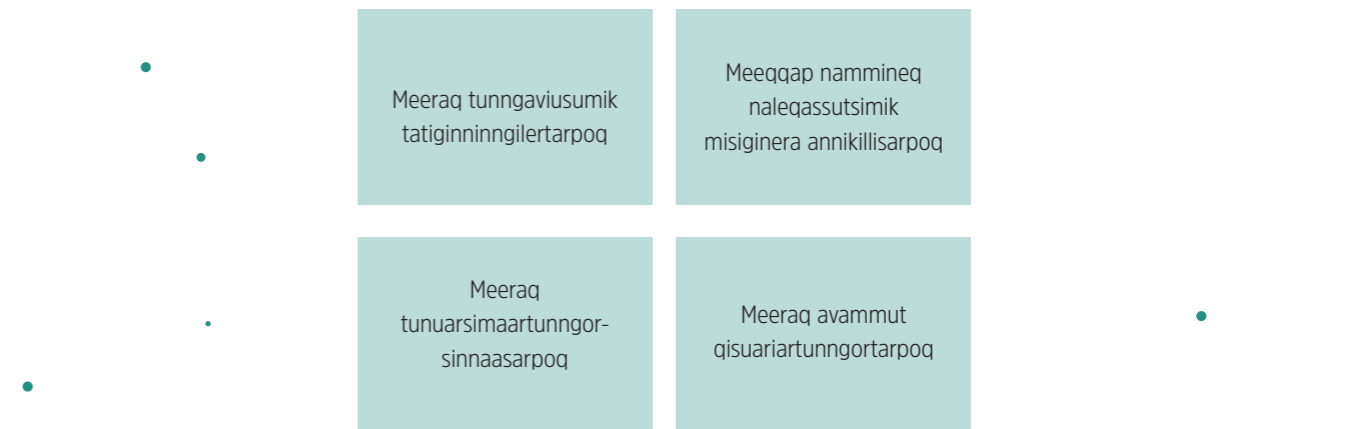 Meeraq tunngaviusumik
tatiginninngilertarpoq
Meeqqap nammineq
naleqassutsimik
misiginera annikillisarpoq
Meeraq
tunuarsimaartunngor-
sinnaasarpoq
Meeraq avammut
qisuariartunngortarpoq